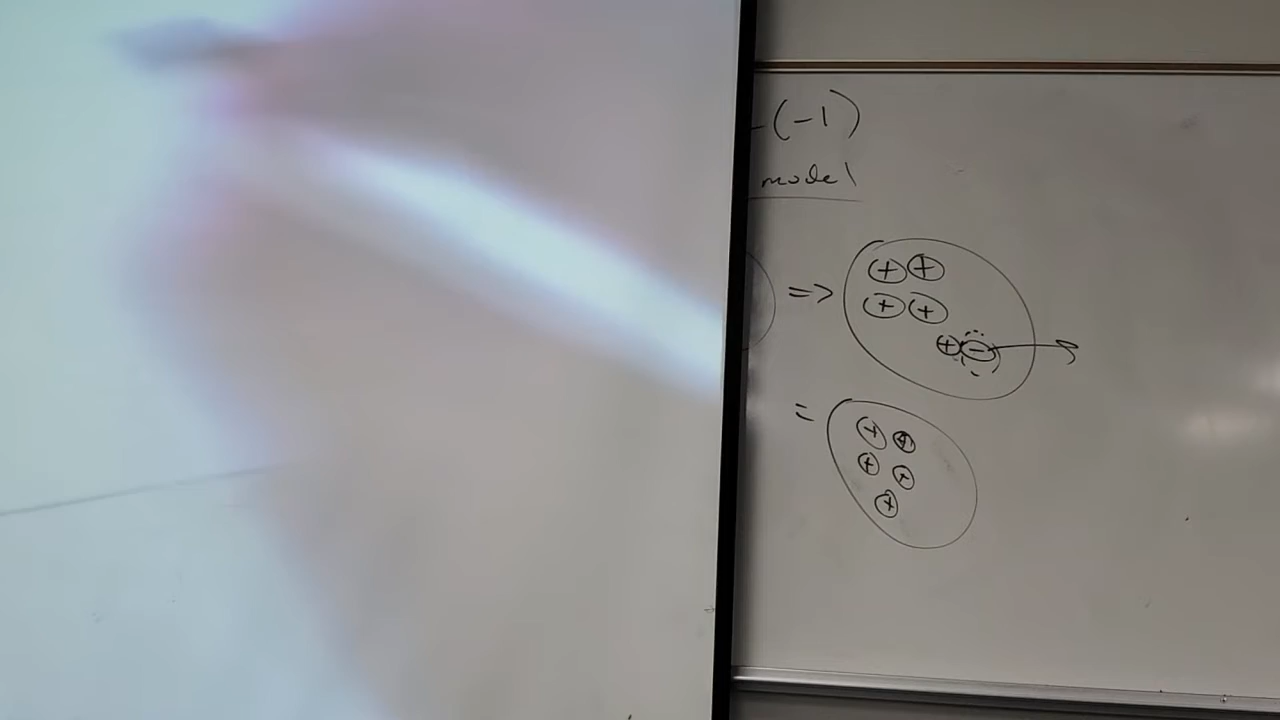 -(-1)
model
=> + +
+ +
+ -
= + +
+ +
+